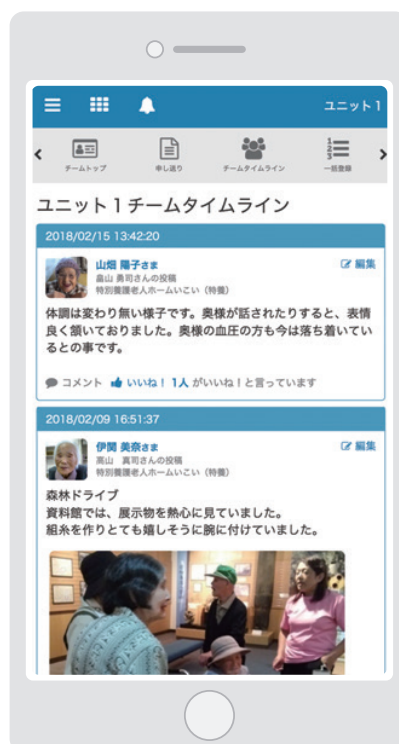 ユニット1
チームトップ
申し送り
チームタイムライン
一括登録
ユニット1チームタイムライン
2018/02/15 13:42:20
山畑 陽子さま
編集
畠山 勇司さんの投稿
特別養護老人ホームいこい（特養）
体調は変わり無い様子です。奥様が話されたりすると、表情
良く頷いておりました。奥様の血圧の方も今は落ち着いてい
るとの事です。
コメント いいね！ 1人 がいいね！と言っています
2018/02/09 16:51:37
伊関 美奈さま
編集
高山 真司さんの投稿
特別養護老人ホームいこい（特養）
森林ドライブ
資料館では、展示物を熱心に見ていました。
組糸を作りとても嬉しそうに腕に付けていました。